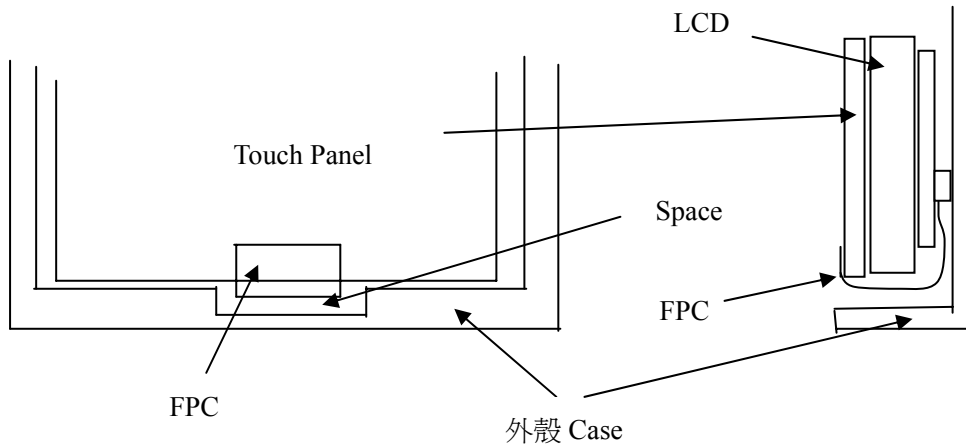 LCD
Touch Panel
Space
FPC
FPC
外殼 Case